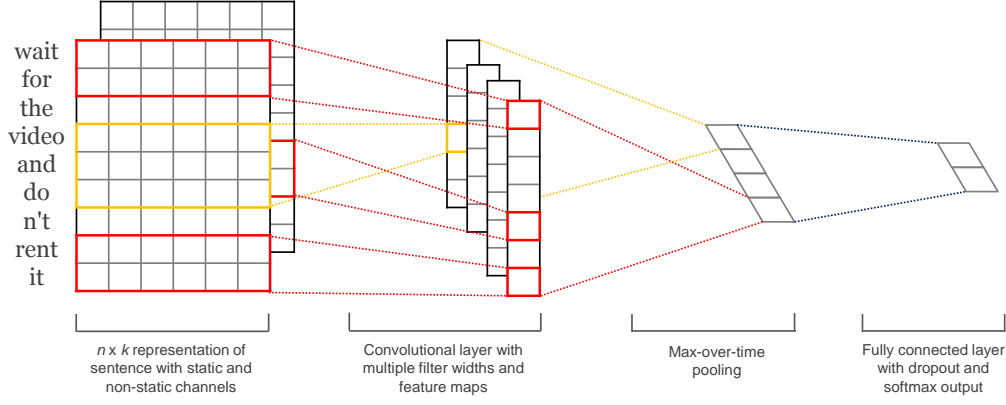 wait
for
the
video
and
do
n't
rent
it
n x k representation of
sentence with static and
non-static channels
Convolutional layer with
multiple filter widths and
feature maps
Max-over-time
pooling
Fully connected layer
with dropout and
softmax output